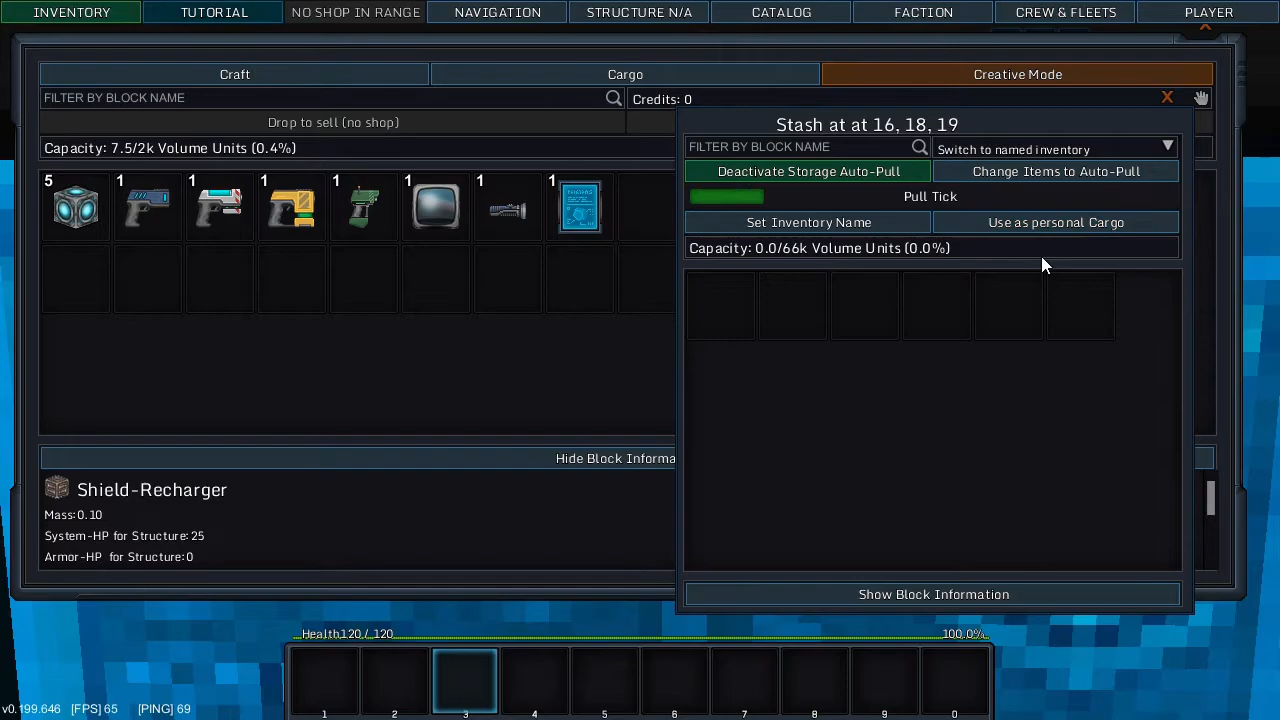 INVENTORY TUTORIAL NO SHOP IN RANGE NAVIGATION STRUCTURE N/A CATALOG FACTION CREW & FLEETS PLAYER
X
Craft Cargo Creative Mode
FILTER BY BLOCK NAME Credits: 0 X
Drop to sell (no shop)
Capacity: 7.5/2k Volume Units (0.4%)
5 1 1 1 1 1 1 1
Stash at at 16, 18, 19
FILTER BY BLOCK NAME Switch to named inventory
Deactivate Storage Auto-Pull Change Items to Auto-Pull
Pull Tick
Set Inventory Name Use as personal Cargo
Capacity: 0.0/66k Volume Units (0.0%)
Show Block Information
Hide Block Informa
Shield-Recharger
Mass:0.10
System-HP for Structure:25
Armor-HP for Structure:0
Health120 / 120 100.0%
1 2 3 4 5 6 7 8 9 0
v0.199.646 [FPS] 65 [PING] 69